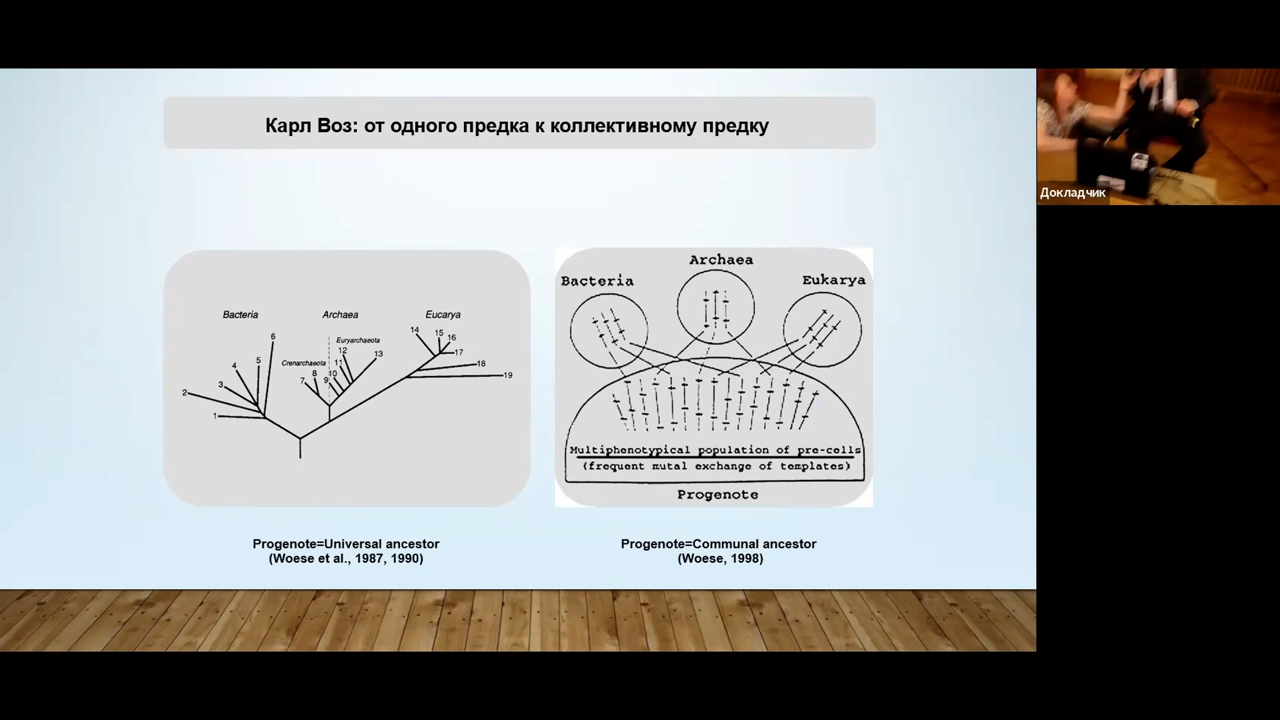 Карл Воз: от одного предка к коллективному предку
Bacteria
Archaea
Eucarya
Crenarchaeota
Euryarchaeota
1
2
3
4
5
6
7
8
9
10
11
12
13
14
15
16
17
18
19
Archaea
Bacteria
Eukarya
Multiphenotypical population of pre-cells
(frequent mutal exchange of templates)
Progenote
Progenote=Universal ancestor
(Woese et al., 1987, 1990)
Progenote=Communal ancestor
(Woese, 1998)
Докладчик